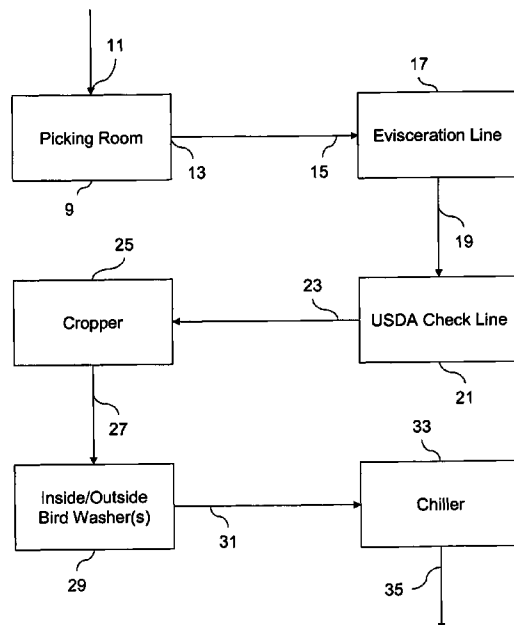 11
17
Picking Room
Evisceration Line
13
15
9
19
25
23
Cropper
USDA Check Line
21
27
33
Inside/Outside
Bird Washer(s)
Chiller
31
29
35